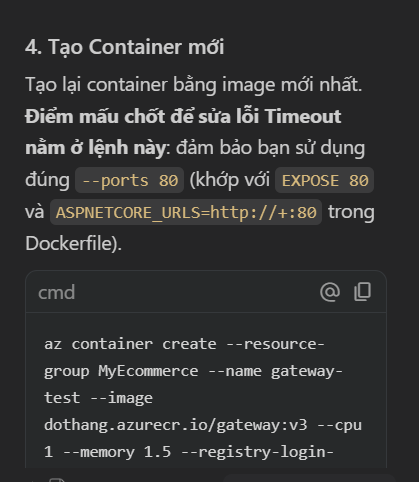 4. Tạo Container mới
Tạo lại container bằng image mới nhất.
Điểm mấu chốt để sửa lỗi Timeout
nằm ở lệnh này: đảm bảo bạn sử dụng
đúng --ports 80 (khớp với EXPOSE 80
và ASPNETCORE_URLS=http://+:80 trong
Dockerfile).
cmd
az container create --resource-
group MyEcommerce --name gateway-
test --image
dothang.azurecr.io/gateway:v3 --cpu
1 --memory 1.5 --registry-login-